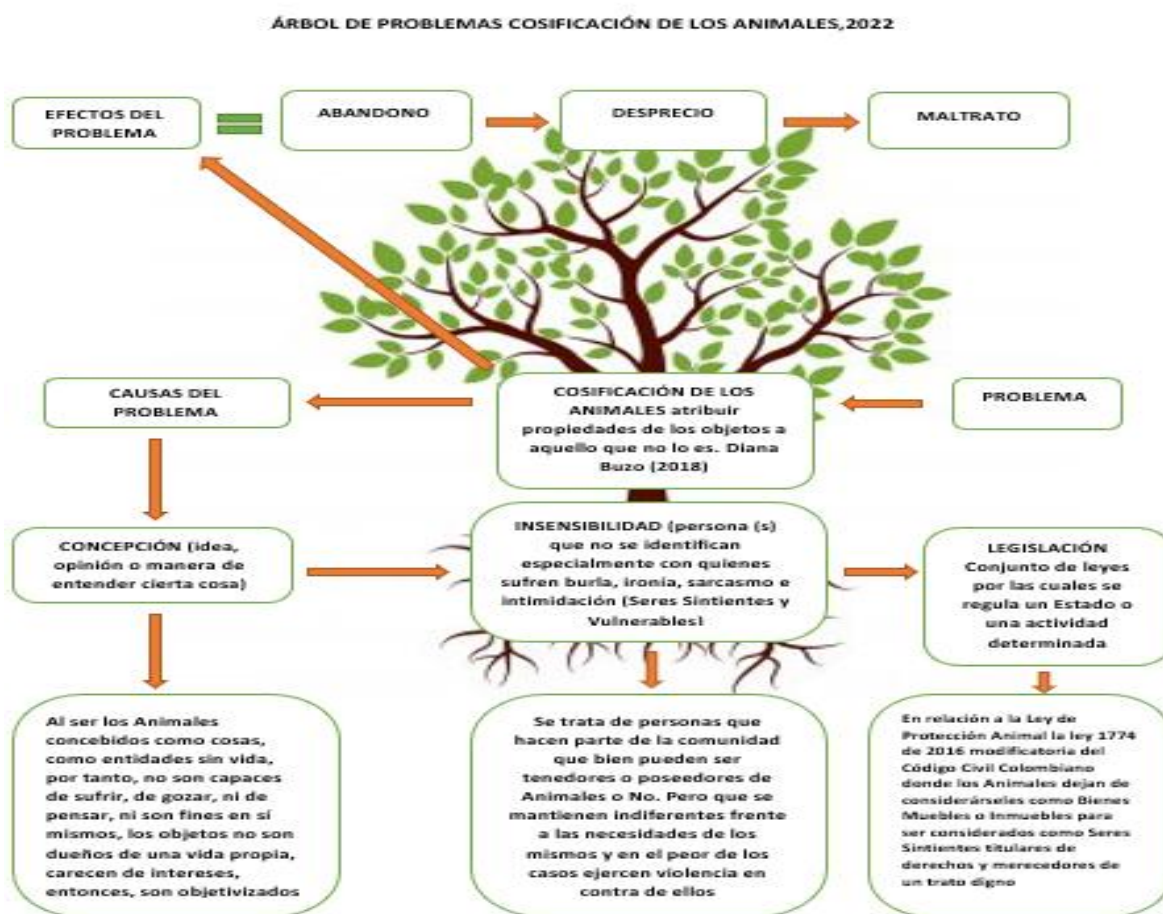 ÁRBOL DE PROBLEMAS COSIFICACIÓN DE LOS ANIMALES,2022
EFECTOS DEL
PROBLEMA
ABANDONO
DESPRECIO
MALTRATO
CAUSAS DEL
PROBLEMA
COSIFICACIÓN DE LOS
ANIMALES atribuir
propiedades de los objetos a
aquello que no lo es. Diana
Buzo (2018)
PROBLEMA
CONCEPCIÓN (idea,
opinión o manera de
entender cierta cosa)
INSENSIBILIDAD (persona (s)
que no se identifican
especialmente con quienes
sufren burla, ironía, sarcasmo e
intimidación (Seres Sintientes y
Vulnerables)
LEGISLACIÓN
Conjunto de leyes
por las cuales se
regula un Estado o
una actividad
determinada
Al ser los Animales
concebidos como cosas,
como entidades sin vida,
por tanto, no son capaces
de sufrir, de gozar, ni de
pensar, ni son fines en sí
mismos, los objetos no son
dueños de una vida propia,
carecen de intereses,
entonces, son objetivizados
Se trata de personas que
hacen parte de la comunidad
que bien pueden ser
tenedores o poseedores de
Animales o No. Pero que se
mantienen indiferentes frente
a las necesidades de los
mismos y en el peor de los
casos ejercen violencia en
contra de ellos
En relación a la Ley de
Protección Animal la ley 1774
de 2016 modificatoria del
Código Civil Colombiano
donde los Animales dejan de
considerárseles como Bienes
Muebles o Inmuebles para
ser considerados como Seres
Sintientes titulares de
derechos y merecedores de
un trato digno